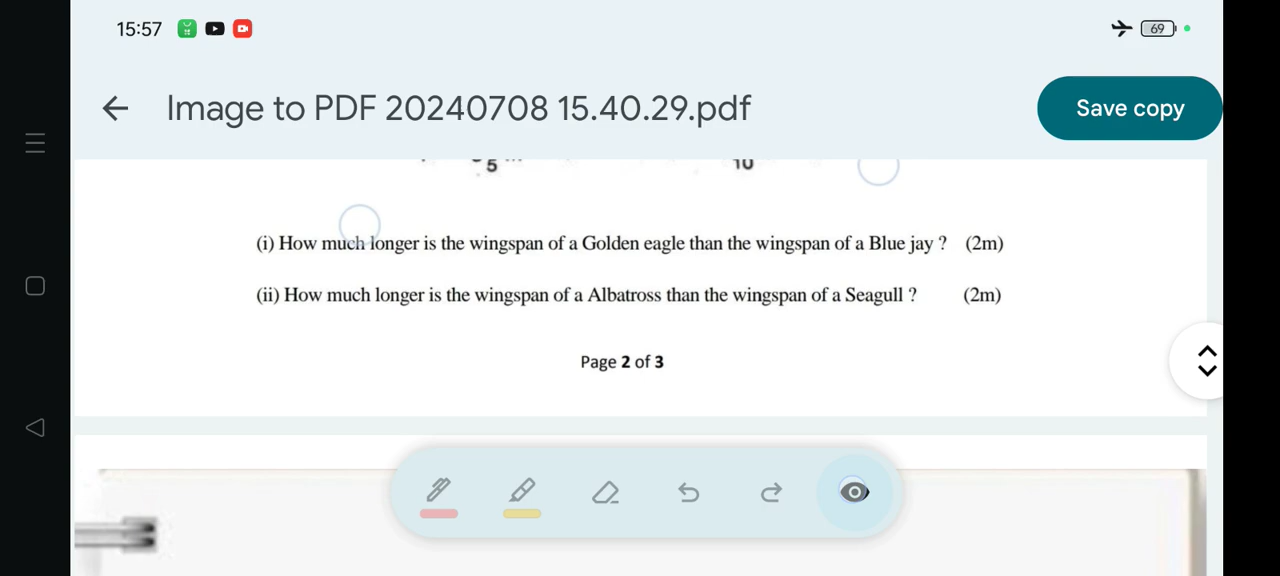 15:57
69
Image to PDF 20240708 15.40.29.pdf
Save copy
5
10
(i) How much longer is the wingspan of a Golden eagle than the wingspan of a Blue jay ? (2m)
(ii) How much longer is the wingspan of a Albatross than the wingspan of a Seagull ? (2m)
Page 2 of 3